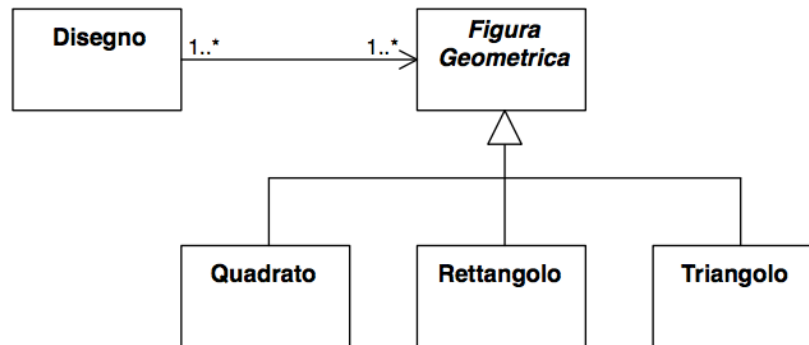 Disegno
1..*
1..*
Figura
Geometrica
Quadrato
Rettangolo
Triangolo